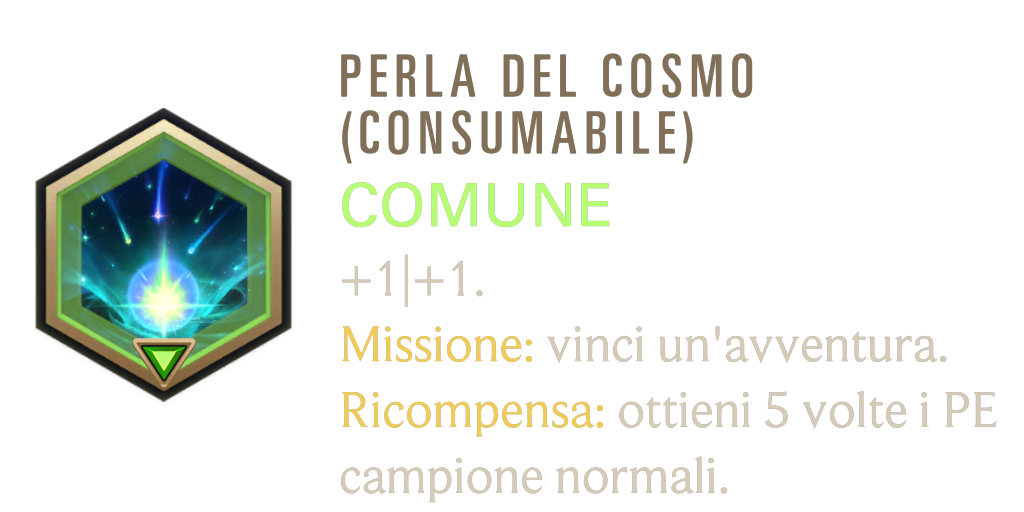 PERLA DEL COSMO
(CONSUMABILE)
COMUNE
+1|+1.
Missione: vinci un'avventura.
Ricompensa: ottieni 5 volte i PE
campione normali.